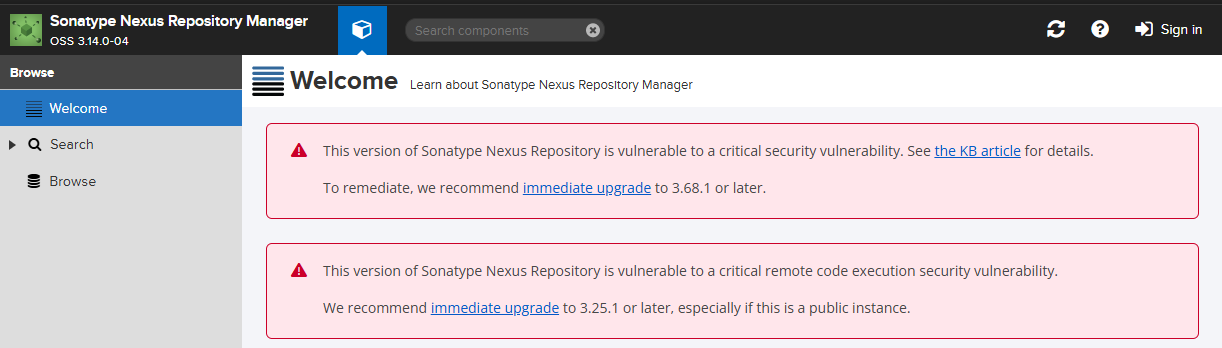 Sonatype Nexus Repository Manager
OSS 3.14.0-04
Search components
Sign in
Browse
Welcome
Search
Browse
Welcome Learn about Sonatype Nexus Repository Manager
This version of Sonatype Nexus Repository is vulnerable to a critical security vulnerability. See the KB article for details.
To remediate, we recommend immediate upgrade to 3.68.1 or later.
This version of Sonatype Nexus Repository is vulnerable to a critical remote code execution security vulnerability.
We recommend immediate upgrade to 3.25.1 or later, especially if this is a public instance.